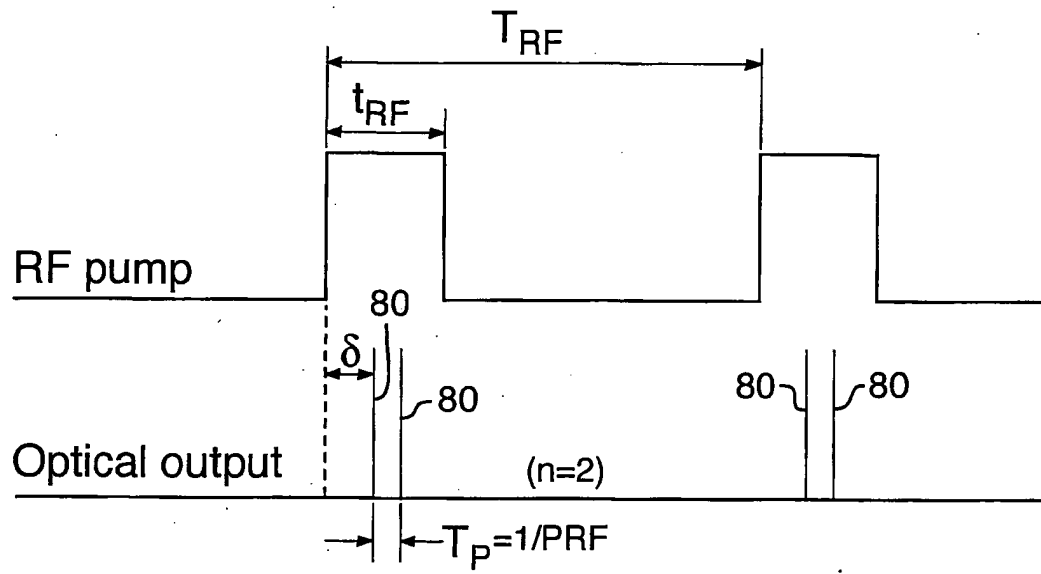 T_RF
t_RF
RF pump
80
δ
80
80
80
Optical output
(n=2)
T_P=1/PRF